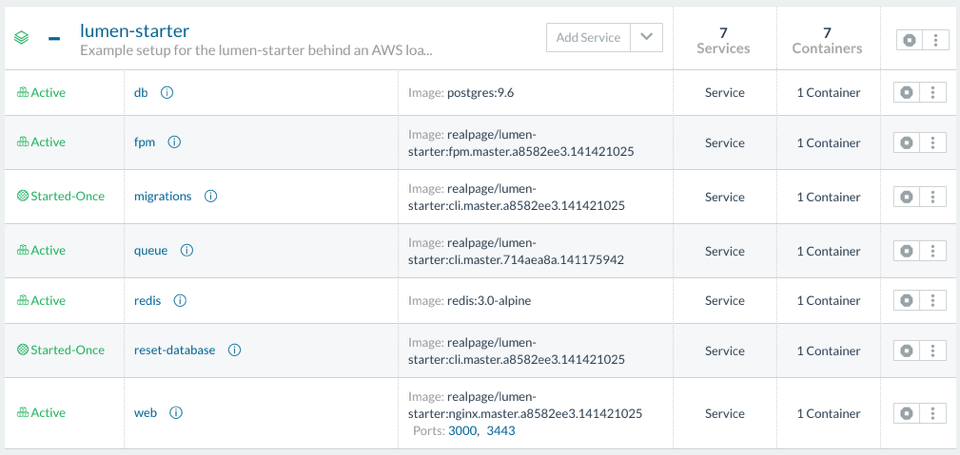 lumen-starter
Example setup for the lumen-starter behind an AWS loa...
Add Service
7
Services
7
Containers
Active
db
Image: postgres:9.6
Service
1 Container
Active
fpm
Image: realpage/lumen-
starter:fpm.master.a8582ee3.141421025
Service
1 Container
Started-Once
migrations
Image: realpage/lumen-
starter:cli.master.a8582ee3.141421025
Service
1 Container
Active
queue
Image: realpage/lumen-
starter:cli.master.714aea8a.141175942
Service
1 Container
Active
redis
Image: redis:3.0-alpine
Service
1 Container
Started-Once
reset-database
Image: realpage/lumen-
starter:cli.master.a8582ee3.141421025
Service
1 Container
Active
web
Image: realpage/lumen-
starter:nginx.master.a8582ee3.141421025
Ports: 3000, 3443
Service
1 Container